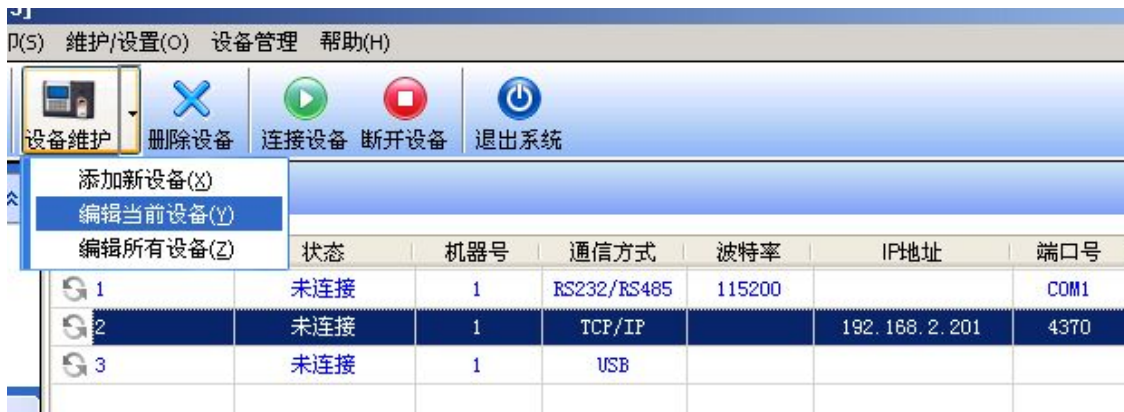 维护/设置(O) 设备管理 帮助(H)
设备维护 删除设备 连接设备 断开设备 退出系统
添加新设备(X)
编辑当前设备(Y)
编辑所有设备(Z)
状态 机器号 通信方式 波特率 IP地址 端口号
1 未连接 1 RS232/RS485 115200 COM1
2 未连接 1 TCP/IP 192.168.2.201 4370
3 未连接 1 USB